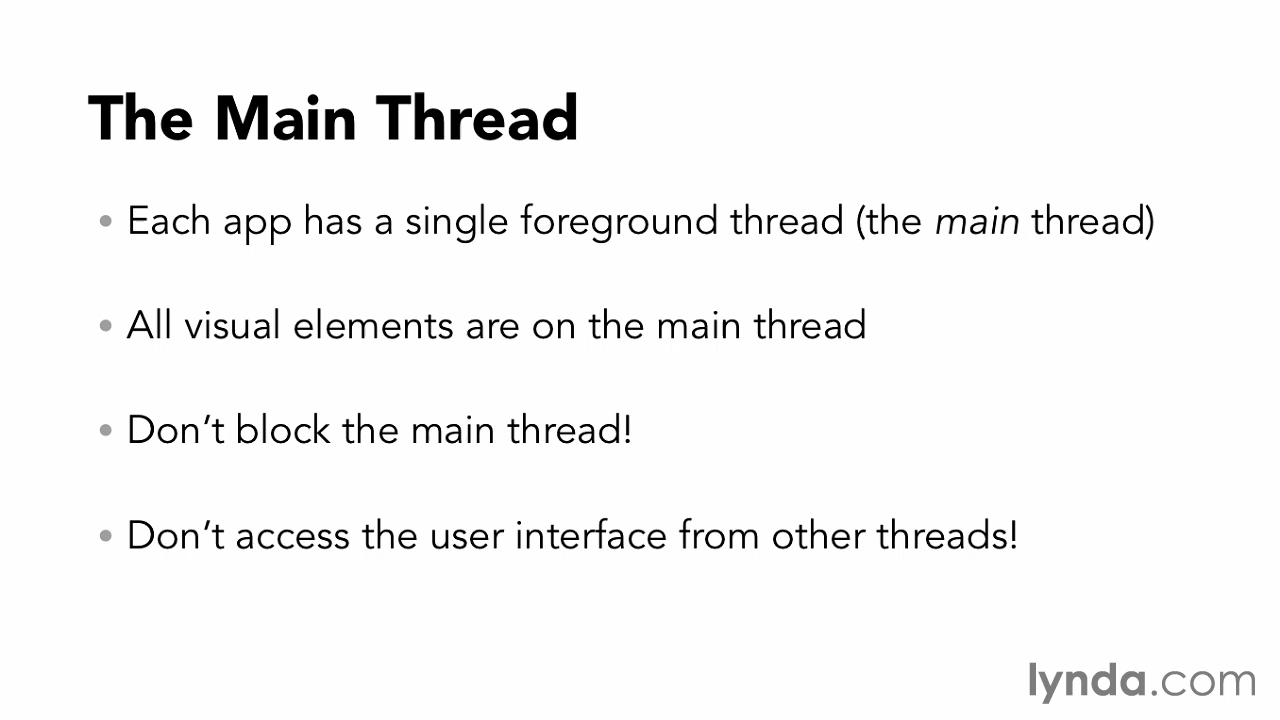 The Main Thread
• Each app has a single foreground thread (the main thread)
• All visual elements are on the main thread
• Don’t block the main thread!
• Don’t access the user interface from other threads!
lynda.com